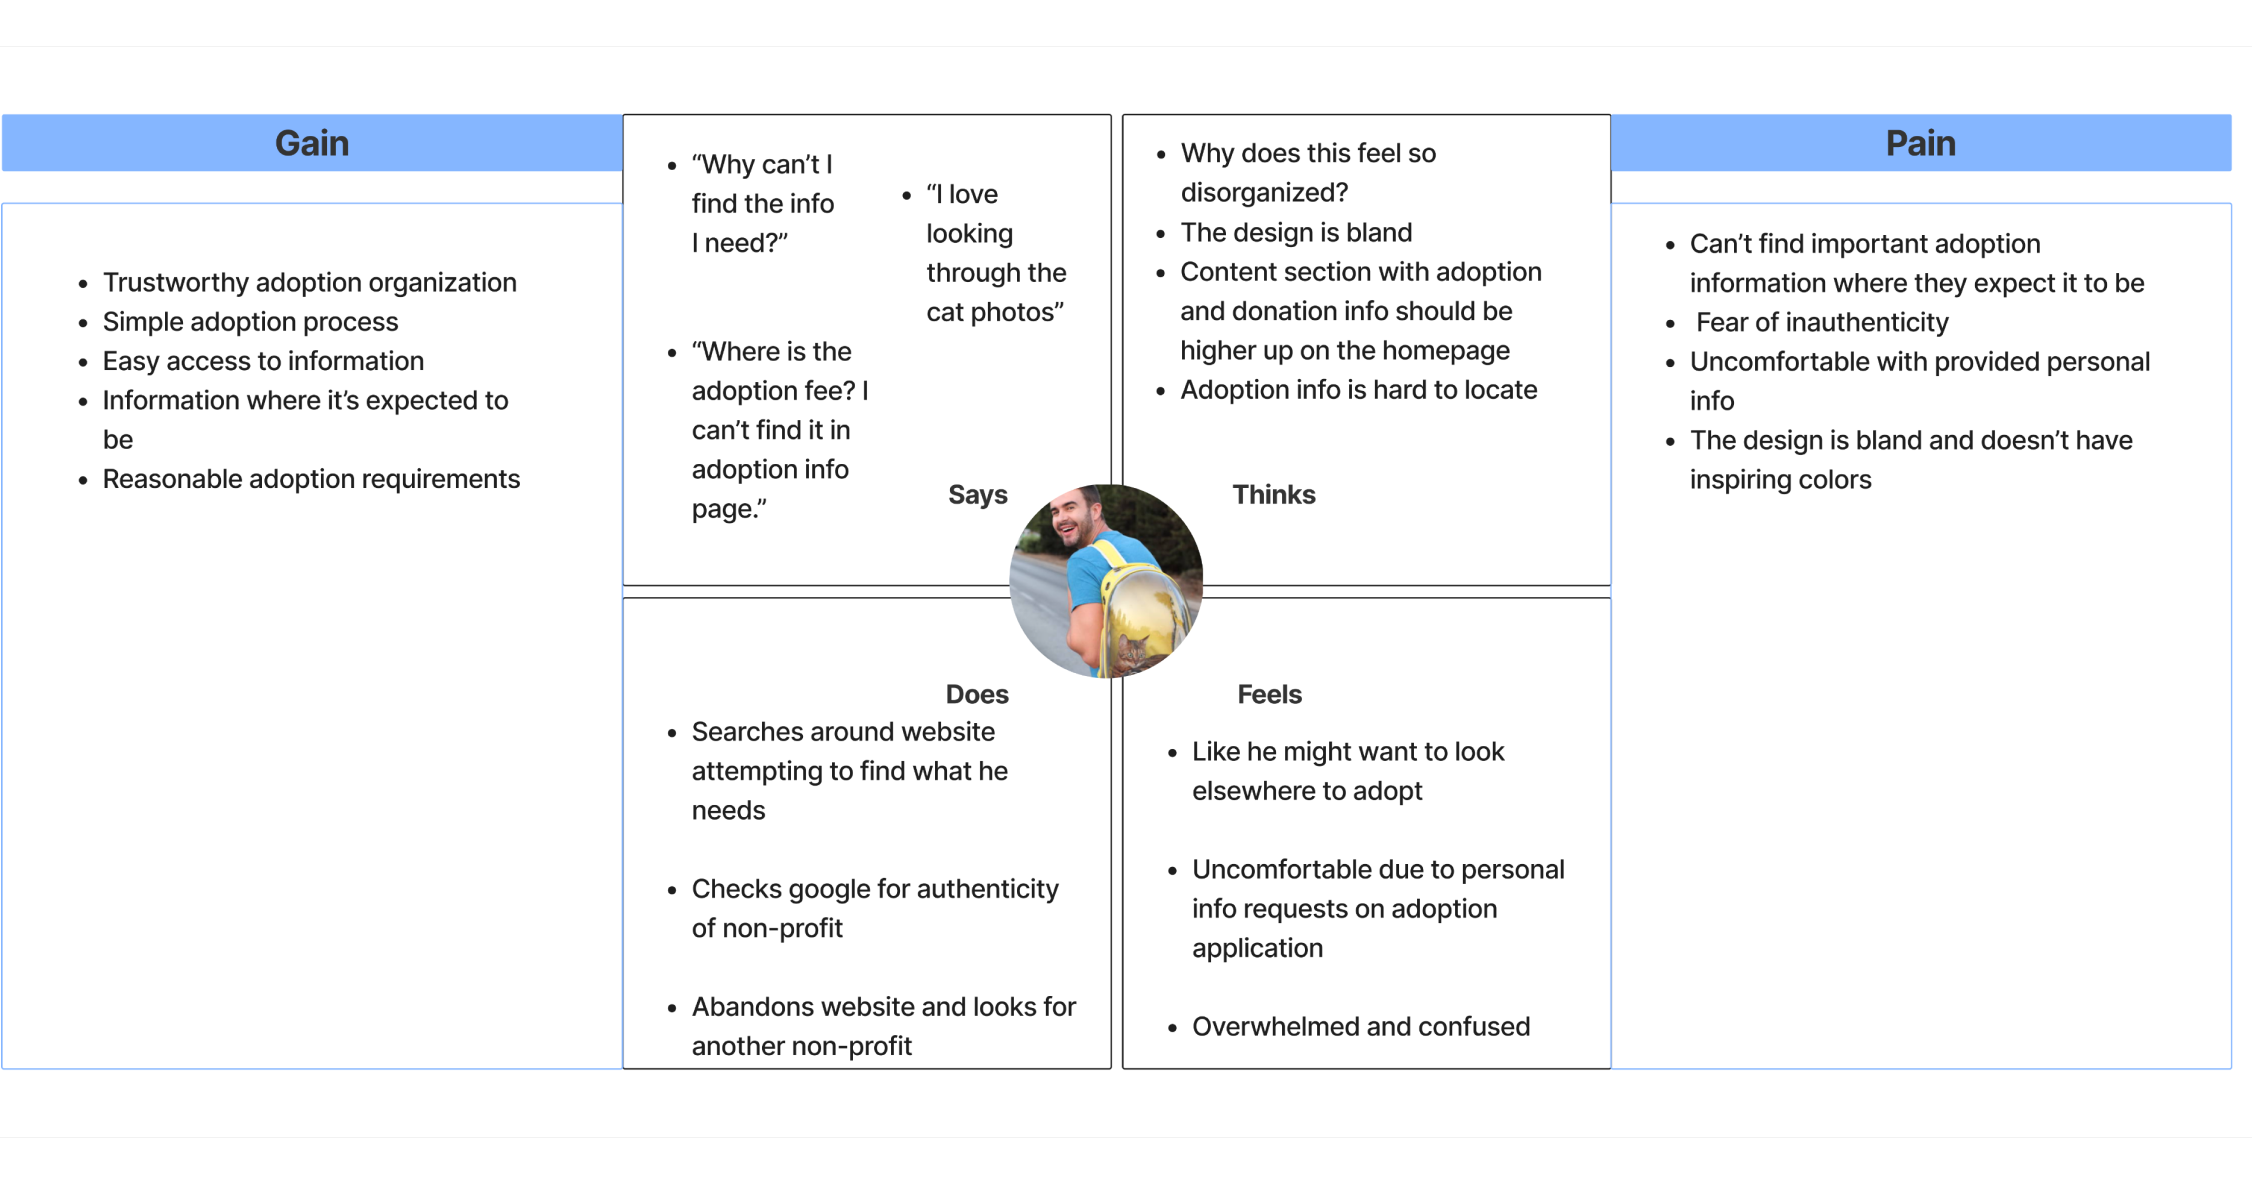 Gain
• Trustworthy adoption organization
• Simple adoption process
• Easy access to information
• Information where it’s expected to
be
• Reasonable adoption requirements
• “Why can’t I
find the info
I need?”
• “Where is the
adoption fee? I
can’t find it in
adoption info
page.”
• “I love
looking
through the
cat photos”
Says
• Why does this feel so
disorganized?
• The design is bland
• Content section with adoption
and donation info should be
higher up on the homepage
• Adoption info is hard to locate
Thinks
Does
• Searches around website
attempting to find what he
needs
• Checks google for authenticity
of non-profit
• Abandons website and looks for
another non-profit
Feels
• Like he might want to look
elsewhere to adopt
• Uncomfortable due to personal
info requests on adoption
application
• Overwhelmed and confused
Pain
• Can’t find important adoption
information where they expect it to be
• Fear of inauthenticity
• Uncomfortable with provided personal
info
• The design is bland and doesn’t have
inspiring colors